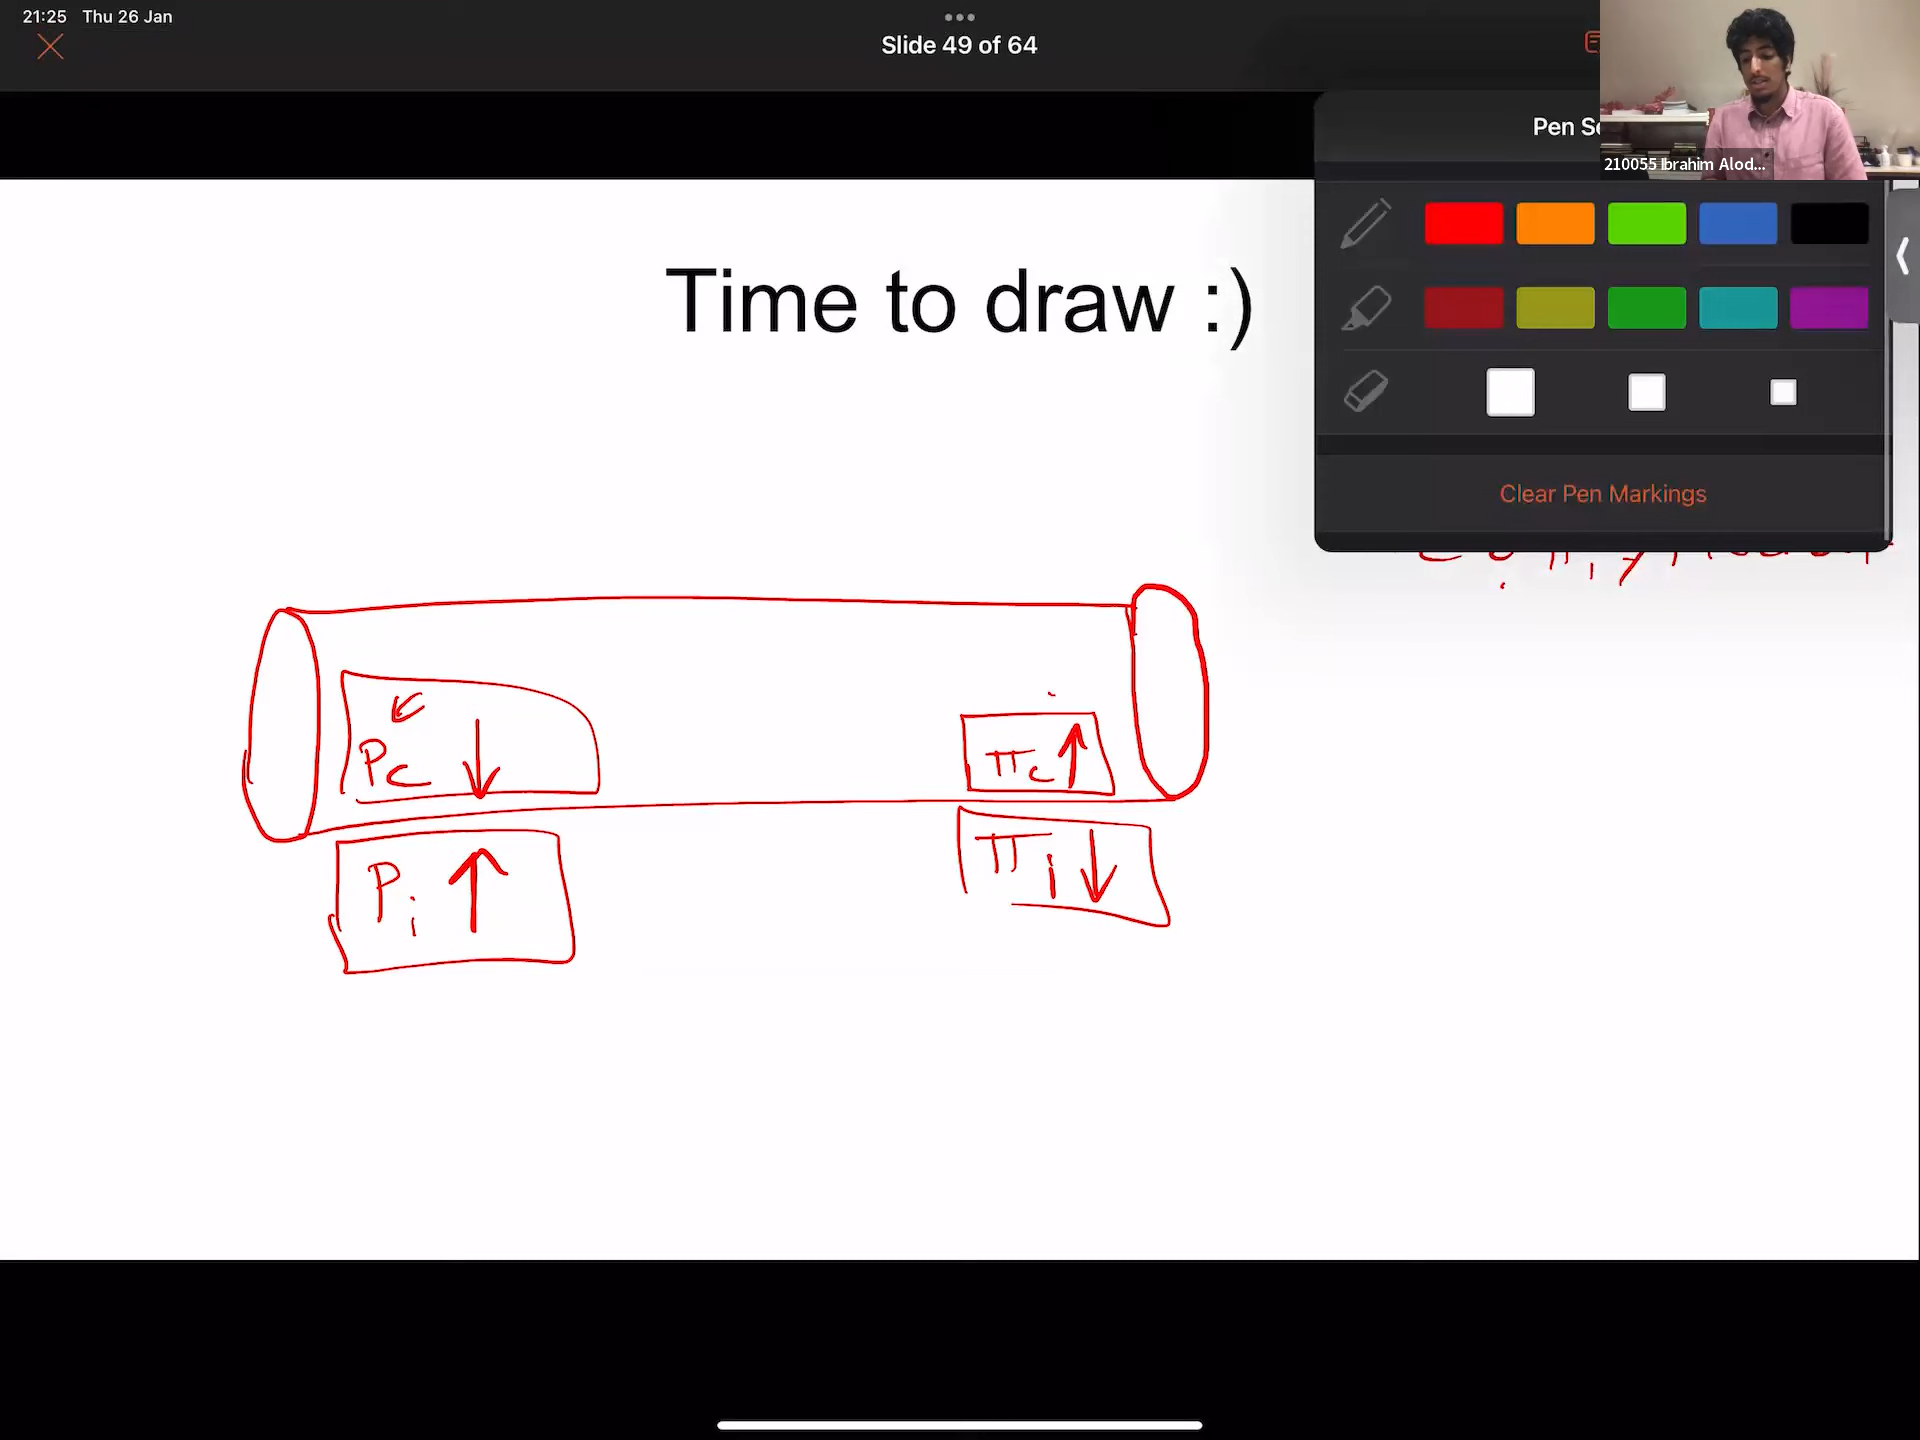 21:25 Thu 26 Jan
Slide 49 of 64
Pen Se
210055 Ibrahim Alod...
Time to draw :)
Clear Pen Markings
Pc ↓
πc ↑
Pi ↑
πi ↓